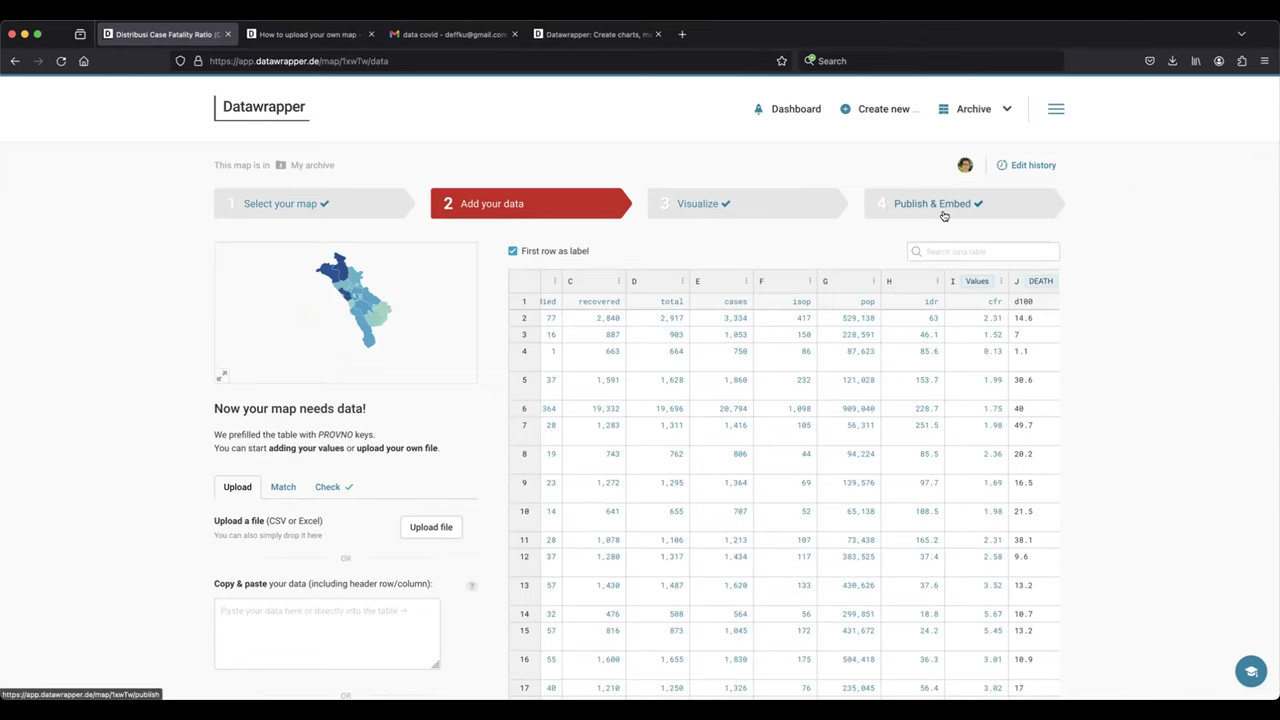 Distribusi Case Fatality Ratio (C
How to upload your own map -
data covid - deffku@gmail.com
Datawrapper: Create charts, m
https://app.datawrapper.de/map/1xwTw/data
Search
Datawrapper
Dashboard
Create new ...
Archive
This map is in My archive
Edit history
1 Select your map
2 Add your data
3 Visualize
4 Publish & Embed
First row as label
Search data table
C D E F G H I Values J DEATH
1 lied recovered total cases isop pop idr cfr d100
2 77 2,840 2,917 3,334 417 529,138 63 2.31 14.6
3 16 887 903 1,053 150 228,591 46.1 1.52 7
4 1 663 664 750 86 87,623 85.6 0.13 1.1
5 37 1,591 1,628 1,860 232 121,028 153.7 1.99 30.6
6 364 19,332 19,696 20,794 1,098 909,040 228.7 1.75 40
7 28 1,283 1,311 1,416 105 56,311 251.5 1.98 49.7
8 19 743 762 806 44 94,224 85.5 2.36 20.2
9 23 1,272 1,295 1,364 69 139,576 97.7 1.69 16.5
10 14 641 655 707 52 65,138 108.5 1.98 21.5
11 28 1,078 1,106 1,213 107 73,438 165.2 2.31 38.1
12 37 1,280 1,317 1,434 117 383,525 37.4 2.58 9.6
13 57 1,430 1,487 1,620 133 430,626 37.6 3.52 13.2
14 32 476 508 564 56 299,851 18.8 5.67 10.7
15 57 816 873 1,045 172 431,672 24.2 5.45 13.2
16 55 1,600 1,655 1,830 175 504,418 36.3 3.01 10.9
17 40 1,210 1,250 1,326 76 235,045 56.4 3.02 17
Now your map needs data!
We prefilled the table with PROVNO keys.
You can start adding your values or upload your own file.
Upload
Match
Check
Upload a file (CSV or Excel)
You can also simply drop it here
Upload file
OR
Copy & paste your data (including header row/column):
?
Paste your data here or directly into the table →
OR
https://app.datawrapper.de/map/1xwTw/publish